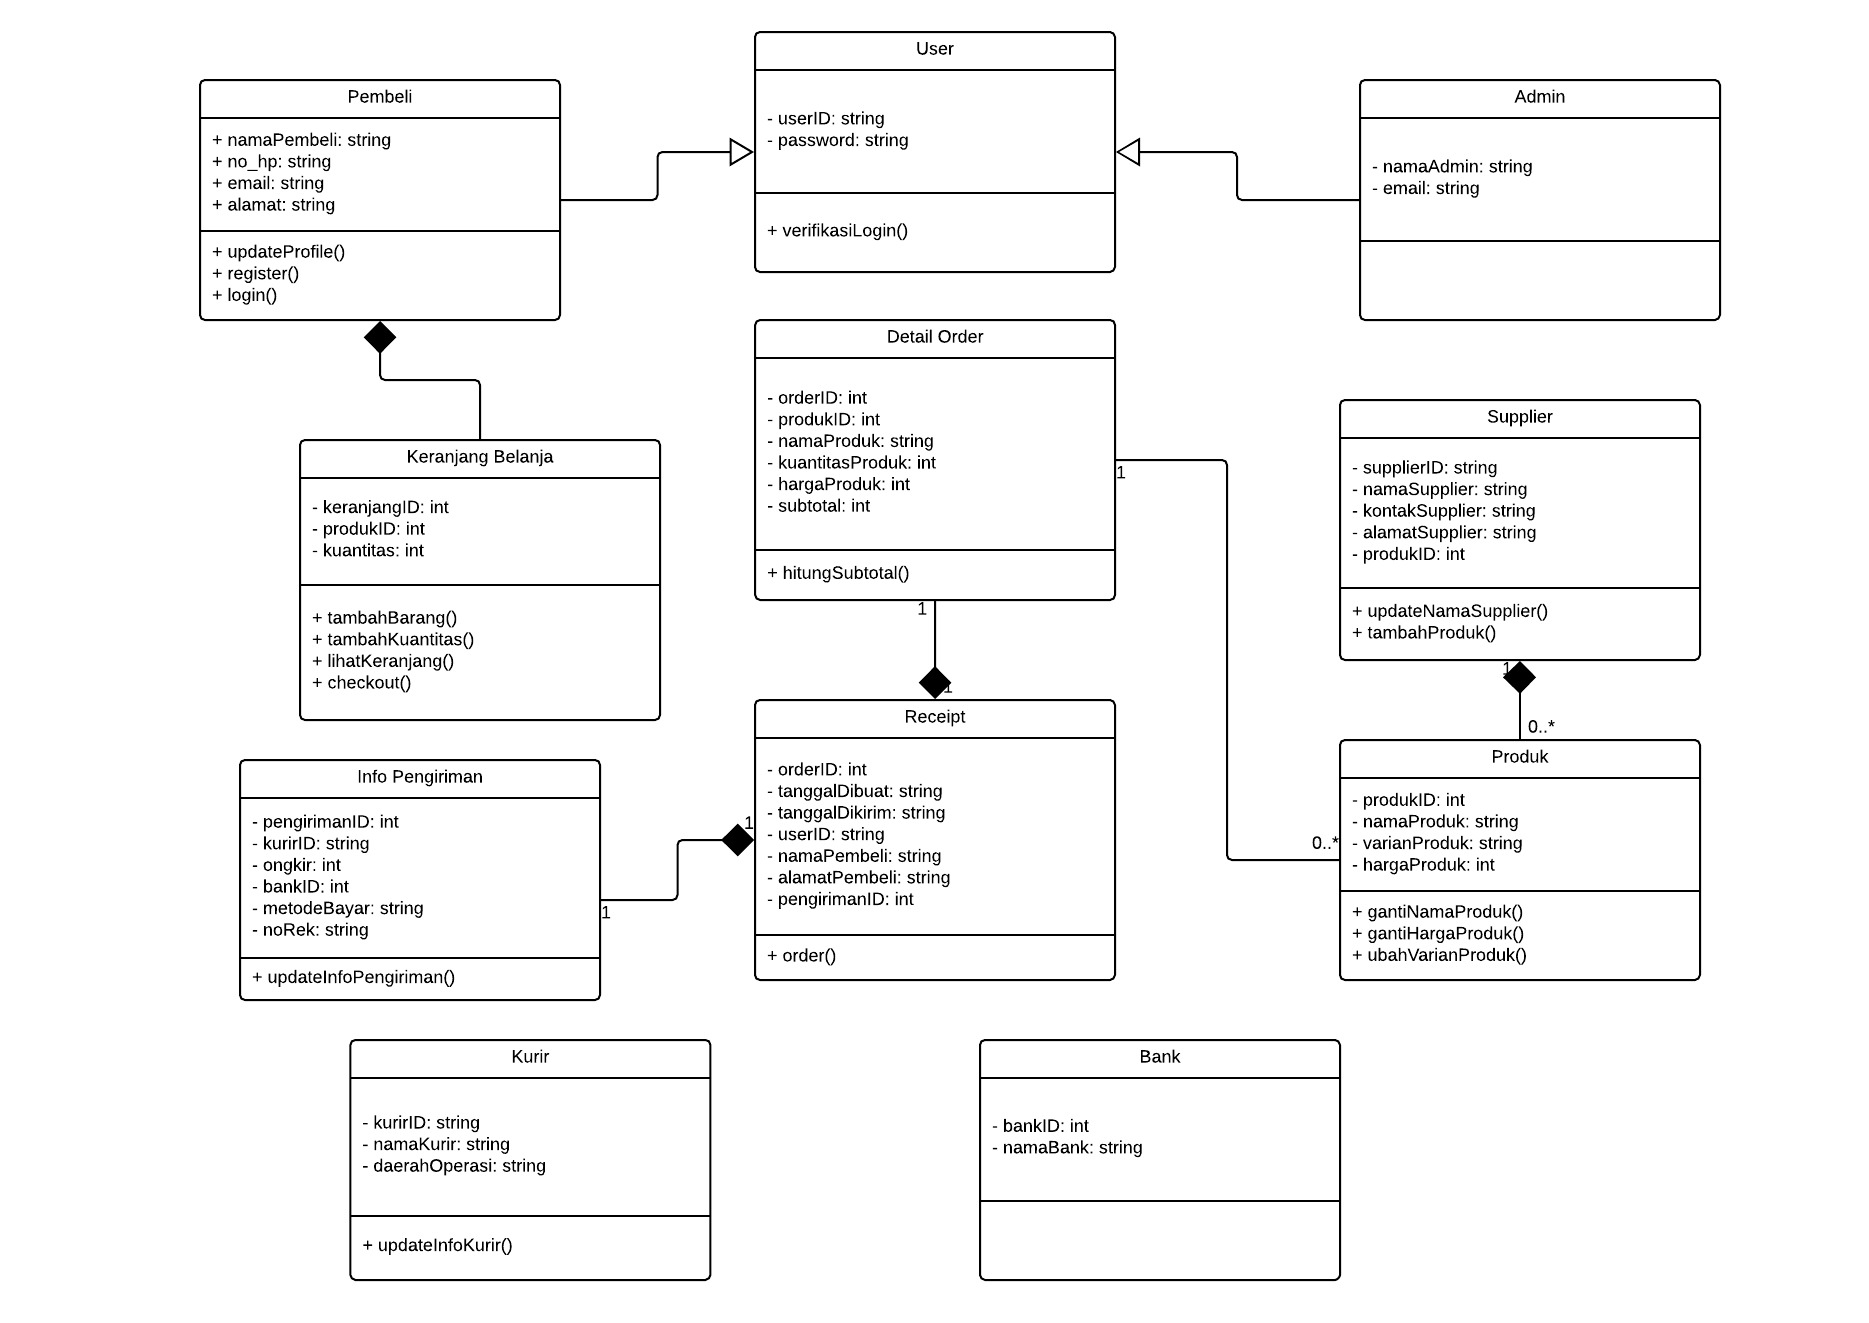 User
- userID: string
- password: string
+ verifikasiLogin()
Pembeli
+ namaPembeli: string
+ no_hp: string
+ email: string
+ alamat: string
+ updateProfile()
+ register()
+ login()
Admin
- namaAdmin: string
- email: string
Detail Order
- orderID: int
- produkID: int
- namaProduk: string
- kuantitasProduk: int
- hargaProduk: int
- subtotal: int
+ hitungSubtotal()
1
1
1
Supplier
- supplierID: string
- namaSupplier: string
- kontakSupplier: string
- alamatSupplier: string
- produkID: int
+ updateNamaSupplier()
+ tambahProduk()
1
0..*
Keranjang Belanja
- keranjangID: int
- produkID: int
- kuantitas: int
+ tambahBarang()
+ tambahKuantitas()
+ lihatKeranjang()
+ checkout()
Receipt
- orderID: int
- tanggalDibuat: string
- tanggalDikirim: string
- userID: string
- namaPembeli: string
- alamatPembeli: string
- pengirimanID: int
+ order()
1
1
0..*
Produk
- produkID: int
- namaProduk: string
- varianProduk: string
- hargaProduk: int
+ gantiNamaProduk()
+ gantiHargaProduk()
+ ubahVarianProduk()
Info Pengiriman
- pengirimanID: int
- kurirID: string
- ongkir: int
- bankID: int
- metodeBayar: string
- noRek: string
+ updateInfoPengiriman()
Kurir
- kurirID: string
- namaKurir: string
- daerahOperasi: string
+ updateInfoKurir()
Bank
- bankID: int
- namaBank: string